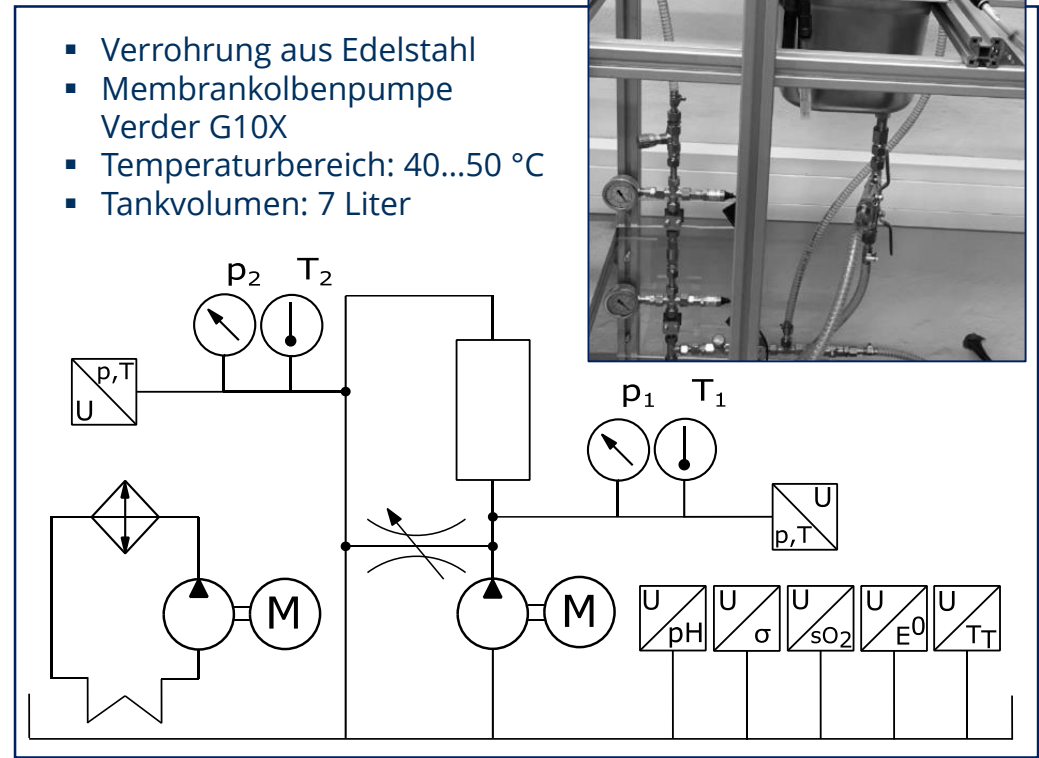 ▪ Verrohrung aus Edelstahl
▪ Membrankolbenpumpe
Verder G10X
▪ Temperaturbereich: 40...50 °C
▪ Tankvolumen: 7 Liter
p₂ T₂
p,T
U
p₁ T₁
U
p,T
M
M
U
pH
U
σ
U
sO₂
U
E⁰
U
T_T